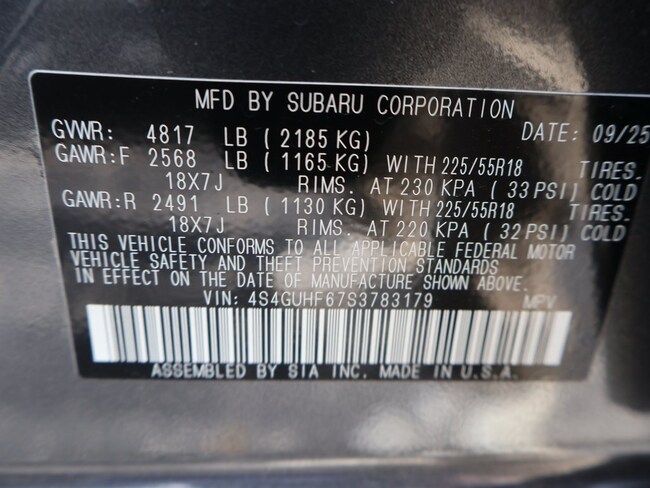 MFD BY SUBARU CORPORATION
GVWR: 4817 LB ( 2185 KG) DATE: 09/25
GAWR:F 2568 LB ( 1165 KG) WITH 225/55R18 TIRES.
18X7J RIMS. AT 230 KPA ( 33 PSI) COLD
GAWR:R 2491 LB ( 1130 KG) WITH 225/55R18 TIRES.
18X7J RIMS. AT 220 KPA ( 32 PSI) COLD
THIS VEHICLE CONFORMS TO ALL APPLICABLE FEDERAL MOTOR
VEHICLE SAFETY AND THEFT PREVENTION STANDARDS
IN EFFECT ON THE DATE OF MANUFACTURE SHOWN ABOVE.
VIN: 4S4GUHF67S3783179 MPV
ASSEMBLED BY SIA INC. MADE IN U.S.A.